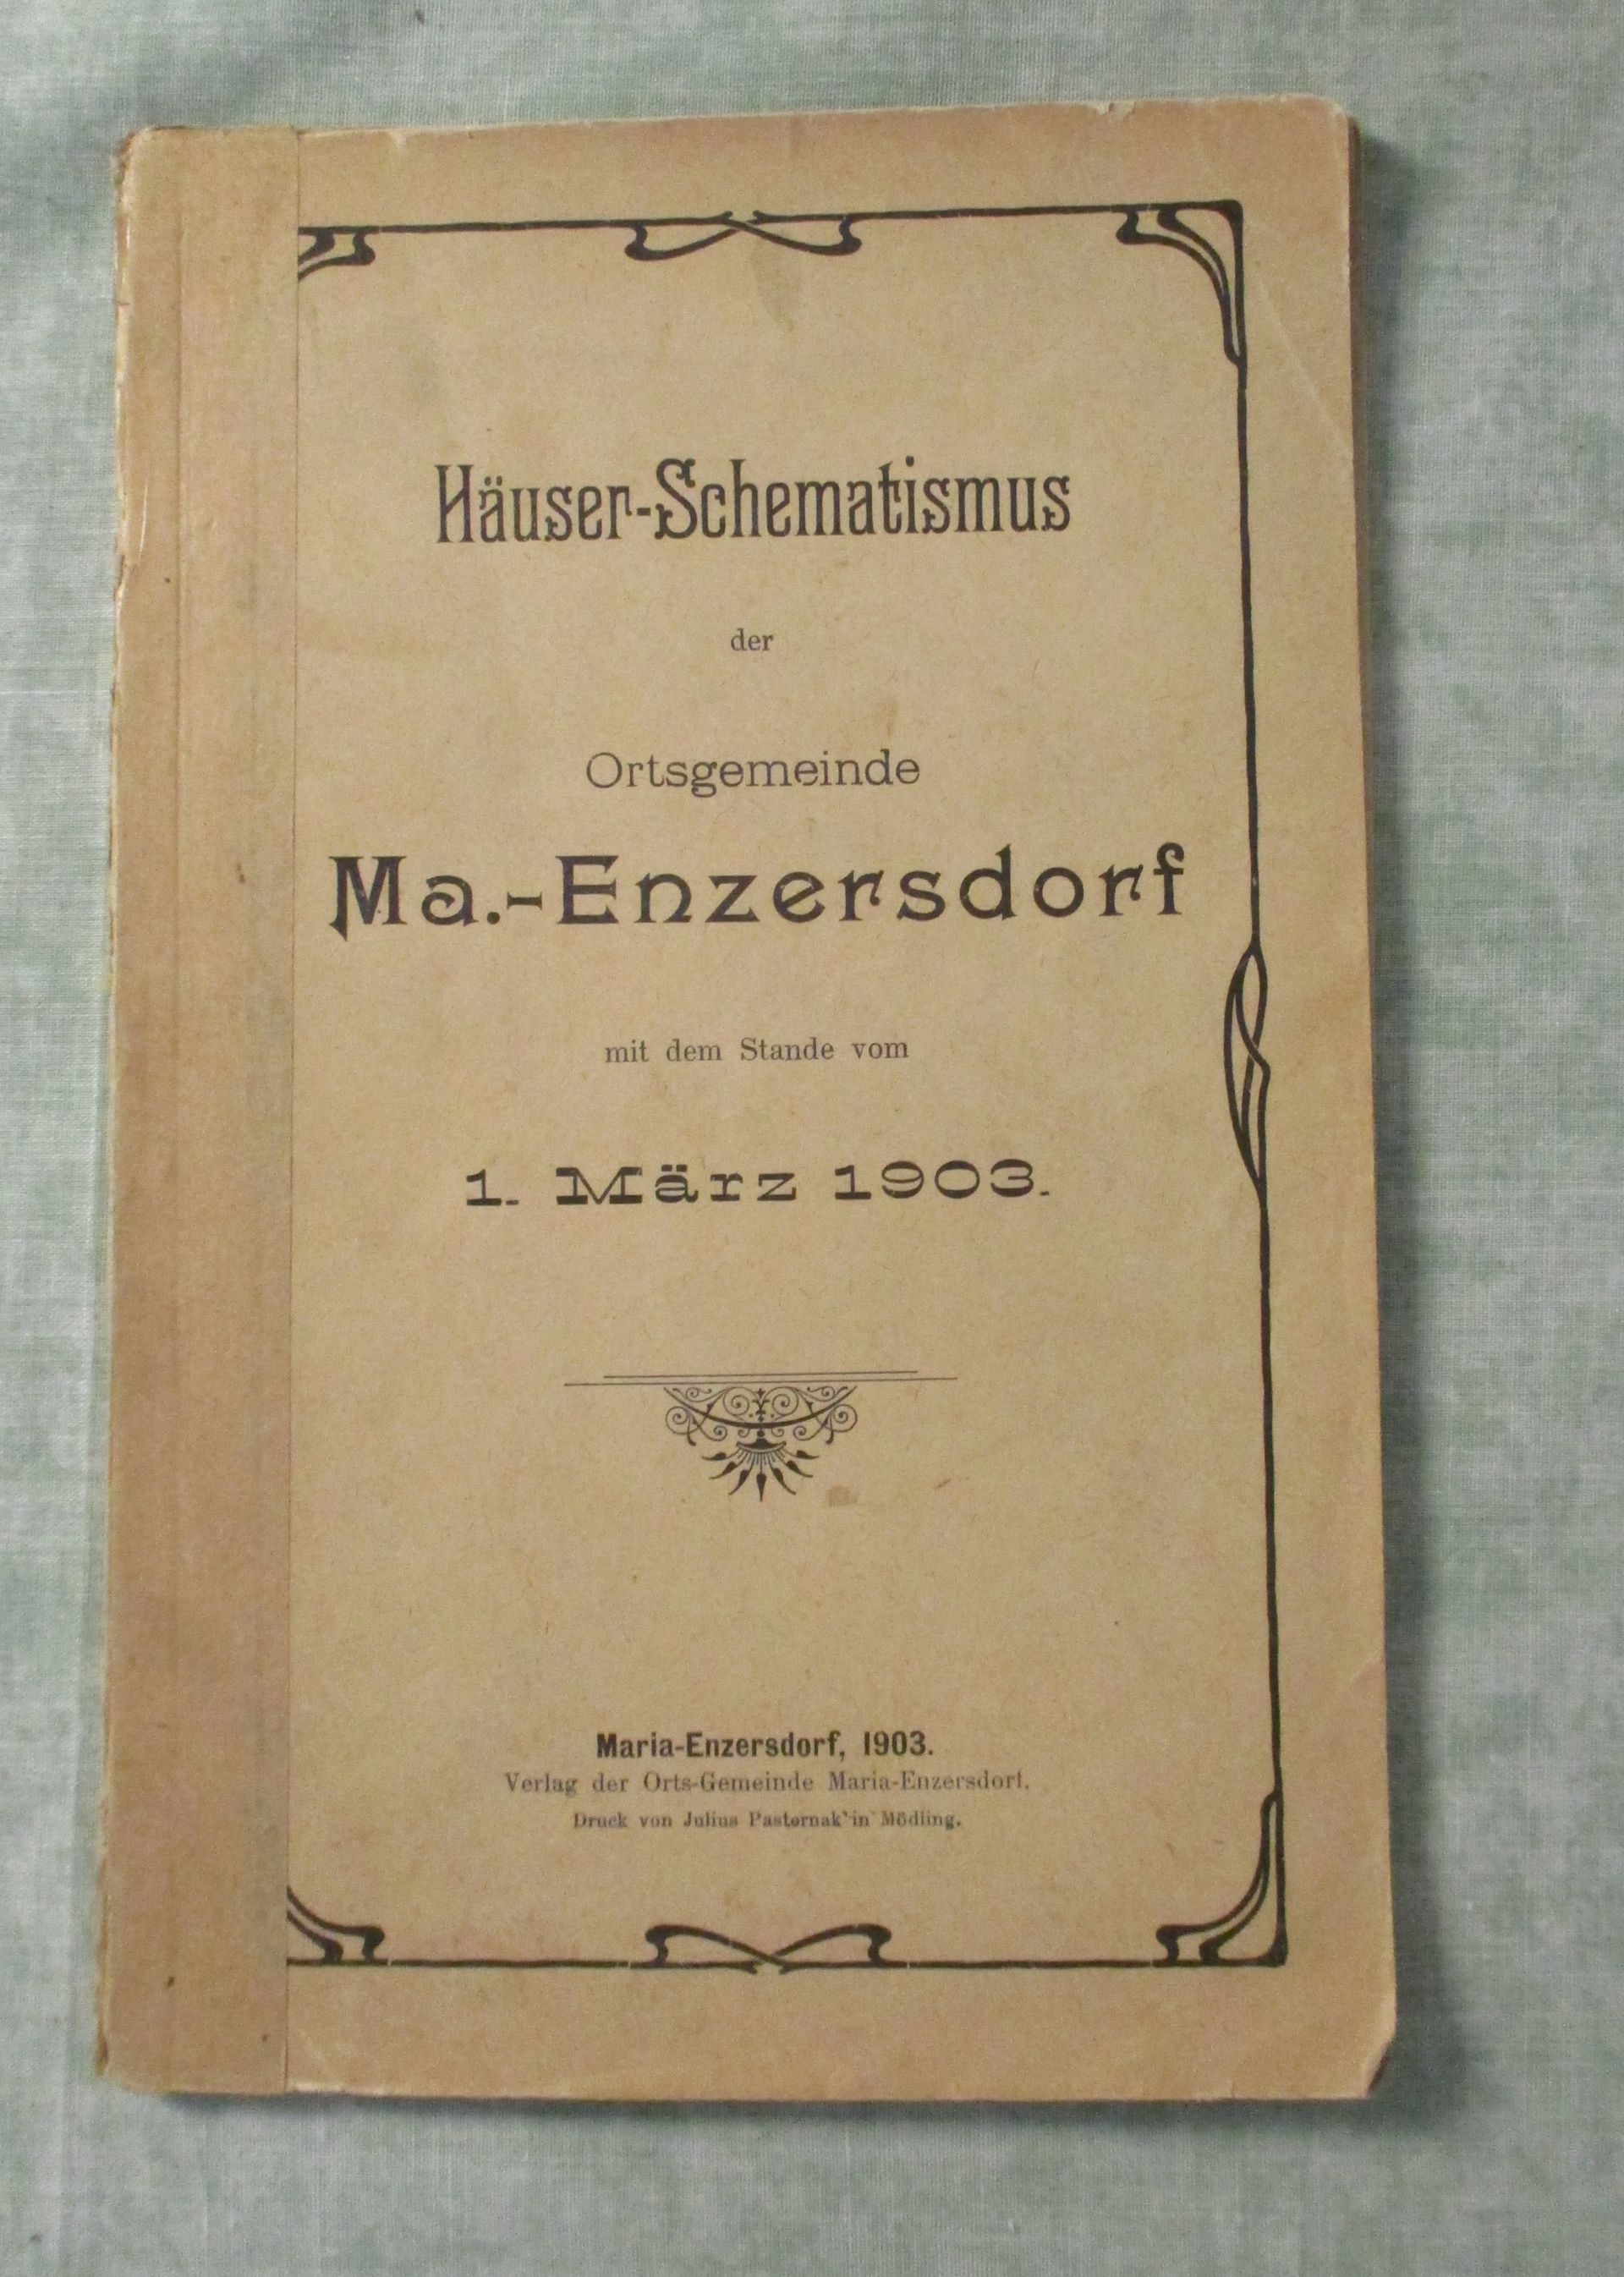 Häuser-Schematismus
der
Ortsgemeinde
Ma.-Enzersdorf
mit dem Stande vom
1. März 1903.
Maria-Enzersdorf, 1903.
Verlag der Orts-Gemeinde Maria-Enzersdorf.
Druck von Julius Pasternak in Mödling.